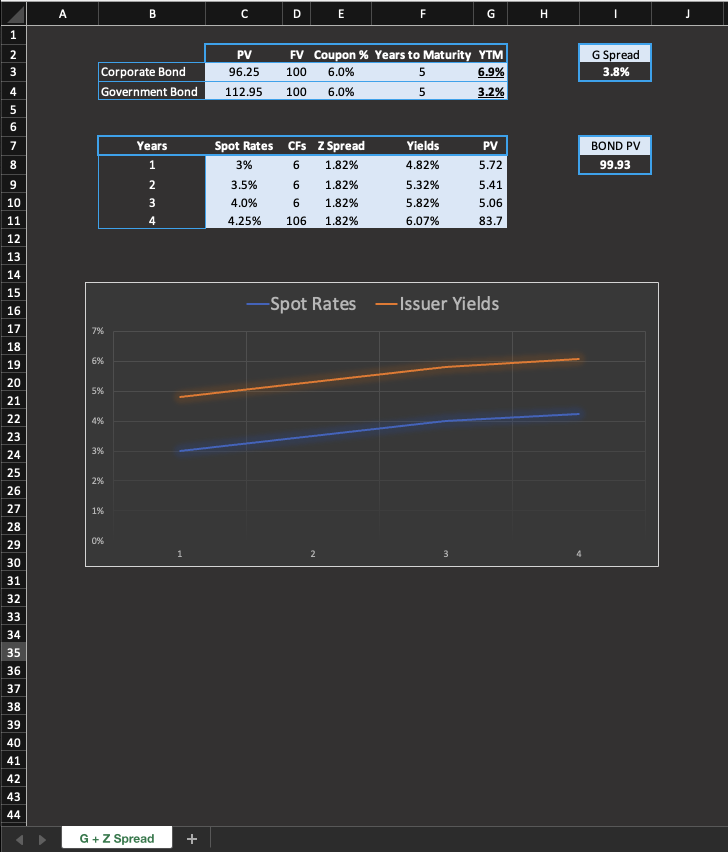 A B C D E F G H I J
1
2 PV FV Coupon % Years to Maturity YTM G Spread
3 Corporate Bond 96.25 100 6.0% 5 6.9% 3.8%
4 Government Bond 112.95 100 6.0% 5 3.2%
5
6
7 Years Spot Rates CFs Z Spread Yields PV BOND PV
8 1 3% 6 1.82% 4.82% 5.72 99.93
9 2 3.5% 6 1.82% 5.32% 5.41
10 3 4.0% 6 1.82% 5.82% 5.06
11 4 4.25% 106 1.82% 6.07% 83.7
12
13
14
15
16 Spot Rates Issuer Yields
17 7%
18
19 6%
20
21 5%
22
23 4%
24
25 3%
26
27 2%
28 1%
29
30 0%
1 2 3 4
31
32
33
34
35
36
37
38
39
40
41
42
43
44
G + Z Spread +